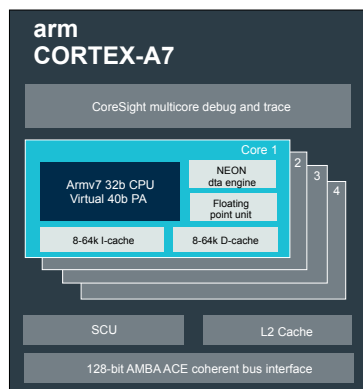 arm
CORTEX-A7
CoreSight multicore debug and trace
Core 1
2
3
4
Armv7 32b CPU
Virtual 40b PA
NEON
dta engine
Floating
point unit
8-64k I-cache
8-64k D-cache
SCU
L2 Cache
128-bit AMBA ACE coherent bus interface